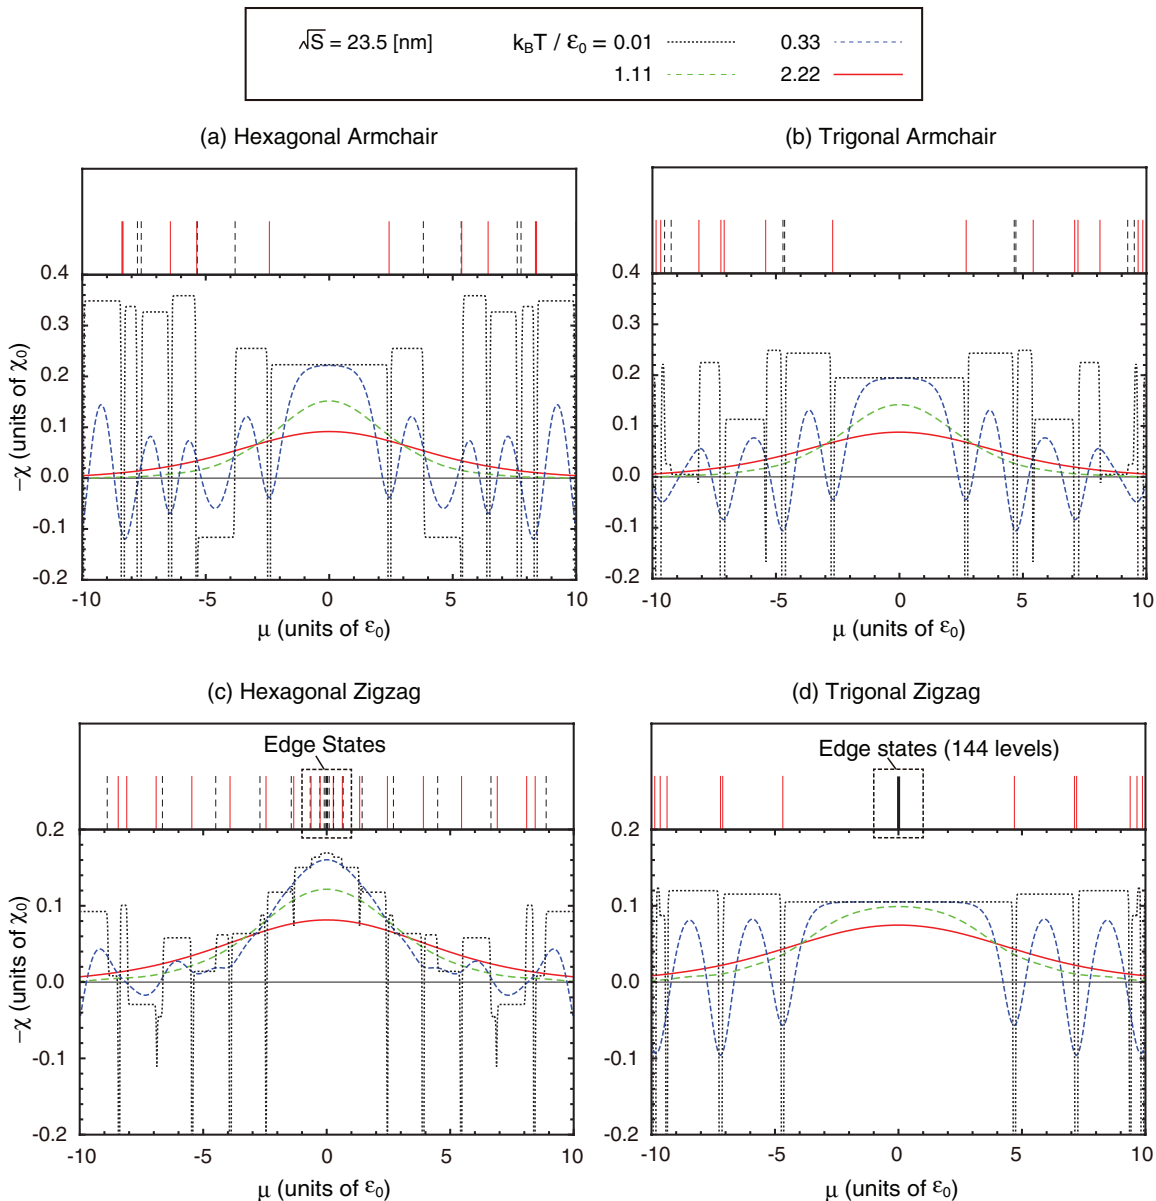 √S = 23.5 [nm] k_BT / ε₀ = 0.01 0.33
1.11 2.22
(a) Hexagonal Armchair
(b) Trigonal Armchair
0.4
0.3
0.2
0.1
0.0
-0.1
-0.2
−χ (units of χ₀)
-10 -5 0 5 10
μ (units of ε₀)
0.4
0.3
0.2
0.1
0.0
-0.1
-0.2
-10 -5 0 5 10
μ (units of ε₀)
(c) Hexagonal Zigzag
(d) Trigonal Zigzag
Edge States
0.2
0.1
0.0
-0.1
-0.2
−χ (units of χ₀)
-10 -5 0 5 10
μ (units of ε₀)
Edge states (144 levels)
0.2
0.1
0.0
-0.1
-0.2
-10 -5 0 5 10
μ (units of ε₀)